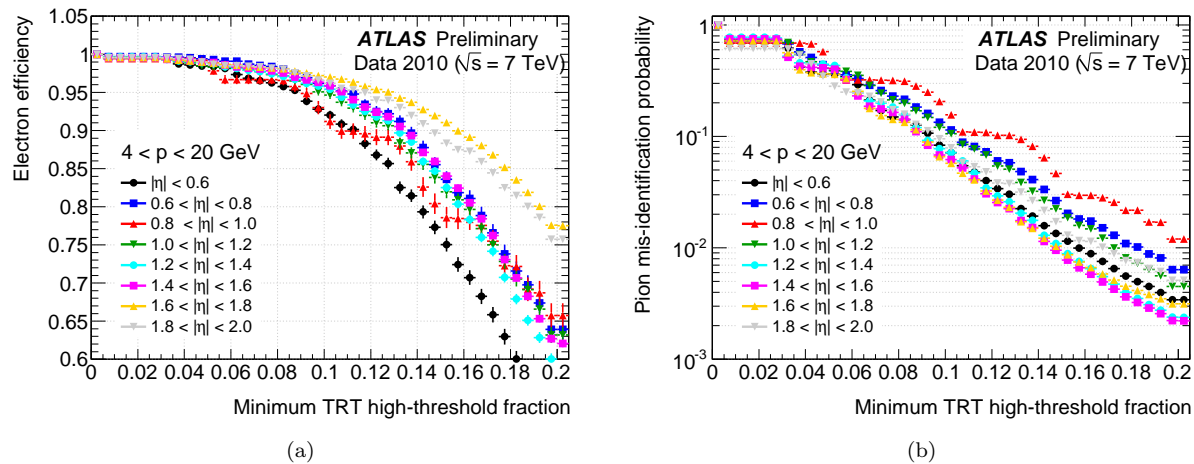 ATLAS Preliminary
Data 2010 (√s = 7 TeV)
Electron efficiency
1.05
1
0.95
0.9
0.85
0.8
0.75
0.7
0.65
0.6
4 < p < 20 GeV
|η| < 0.6
0.6 < |η| < 0.8
0.8 < |η| < 1.0
1.0 < |η| < 1.2
1.2 < |η| < 1.4
1.4 < |η| < 1.6
1.6 < |η| < 1.8
1.8 < |η| < 2.0
0 0.02 0.04 0.06 0.08 0.1 0.12 0.14 0.16 0.18 0.2
Minimum TRT high-threshold fraction
(a)
ATLAS Preliminary
Data 2010 (√s = 7 TeV)
Pion mis-identification probability
1
10⁻¹
10⁻²
10⁻³
4 < p < 20 GeV
|η| < 0.6
0.6 < |η| < 0.8
0.8 < |η| < 1.0
1.0 < |η| < 1.2
1.2 < |η| < 1.4
1.4 < |η| < 1.6
1.6 < |η| < 1.8
1.8 < |η| < 2.0
0 0.02 0.04 0.06 0.08 0.1 0.12 0.14 0.16 0.18 0.2
Minimum TRT high-threshold fraction
(b)